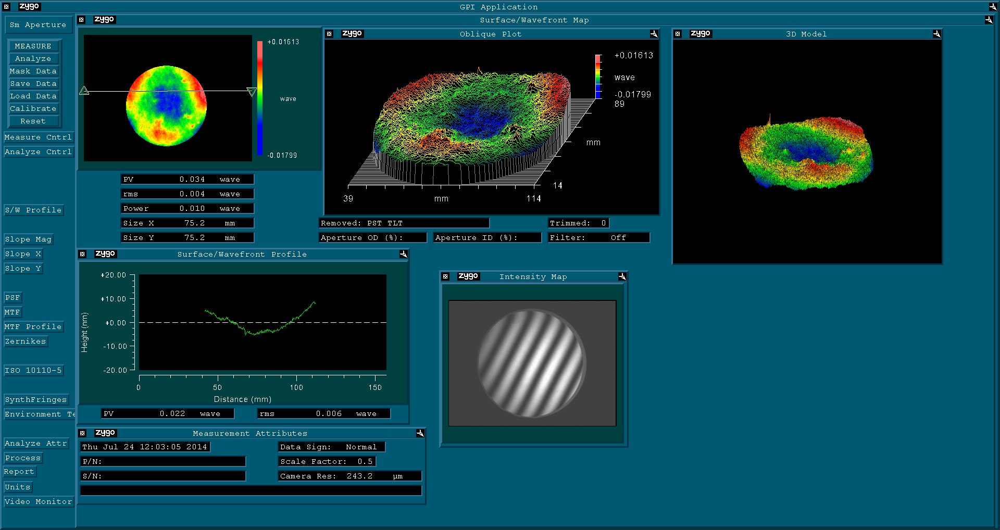 zygo GPI Application
Sm Aperture
MEASURE
Analyze
Mask Data
Save Data
Load Data
Calibrate
Reset
Measure Cntrl
Analyze Cntrl
S/W Profile
Slope Mag
Slope X
Slope Y
PSF
MTF
MTF Profile
Zernikes
ISO 10110-5
SynthFringes
Environment Te
Analyze Attr
Process
Report
Units
Video Monitor
zygo Surface/Wavefront Map
+0.01613
wave
-0.01799
PV 0.034 wave
rms 0.004 wave
Power 0.010 wave
Size X 75.2 mm
Size Y 75.2 mm
zygo Oblique Plot
+0.01613
wave
-0.01799
89
mm
14
39 mm 114
Removed: PST TLT
Trimmed: 0
Aperture OD (%): Aperture ID (%):
Filter: Off
zygo 3D Model
zygo Surface/Wavefront Profile
+20.00
+10.00
+0.00
-10.00
-20.00
Height (nm)
0 50 100 150
Distance (mm)
PV 0.022 wave
rms 0.006 wave
zygo Intensity Map
zygo Measurement Attributes
Thu Jul 24 12:03:05 2014
Data Sign: Normal
P/N:
Scale Factor: 0.5
S/N:
Camera Res: 243.2 µm